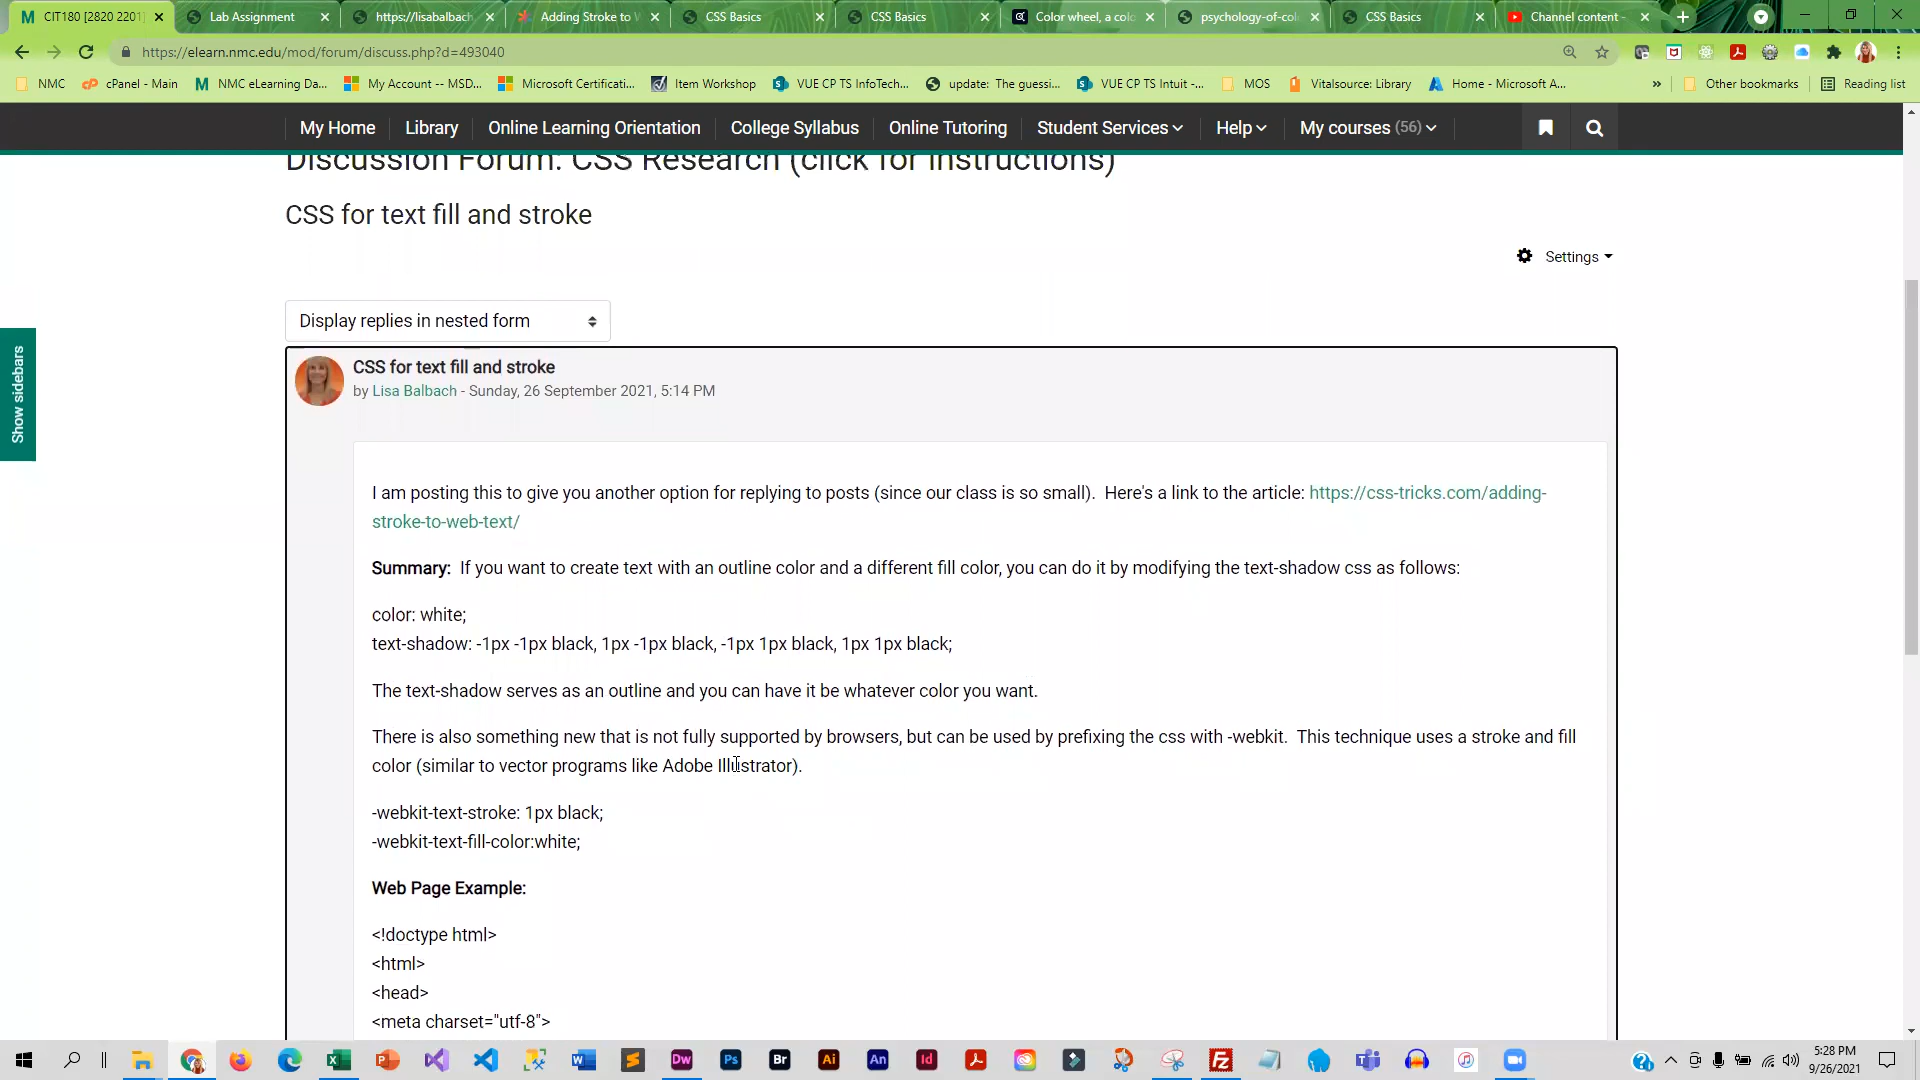 CIT180 [2820 2201]
Lab Assignment
https://lisabalbach
Adding Stroke to W
CSS Basics
CSS Basics
Color wheel, a colo
psychology-of-col
CSS Basics
Channel content -
https://elearn.nmc.edu/mod/forum/discuss.php?d=493040
NMC
cPanel - Main
NMC eLearning Da...
My Account -- MSD...
Microsoft Certificati...
Item Workshop
VUE CP TS InfoTech...
update: The guessi...
VUE CP TS Intuit -...
MOS
Vitalsource: Library
Home - Microsoft A...
»
Other bookmarks
Reading list
My Home
Library
Online Learning Orientation
College Syllabus
Online Tutoring
Student Services
Help
My courses (56)
Discussion Forum: CSS Research (click for instructions)
CSS for text fill and stroke
Settings
Display replies in nested form
Show sidebars
CSS for text fill and stroke
by Lisa Balbach - Sunday, 26 September 2021, 5:14 PM
I am posting this to give you another option for replying to posts (since our class is so small). Here's a link to the article: https://css-tricks.com/adding-
stroke-to-web-text/
Summary: If you want to create text with an outline color and a different fill color, you can do it by modifying the text-shadow css as follows:
color: white;
text-shadow: -1px -1px black, 1px -1px black, -1px 1px black, 1px 1px black;
The text-shadow serves as an outline and you can have it be whatever color you want.
There is also something new that is not fully supported by browsers, but can be used by prefixing the css with -webkit. This technique uses a stroke and fill
color (similar to vector programs like Adobe Illustrator).
-webkit-text-stroke: 1px black;
-webkit-text-fill-color:white;
Web Page Example:
<!doctype html>
<html>
<head>
<meta charset="utf-8">
5:28 PM
9/26/2021